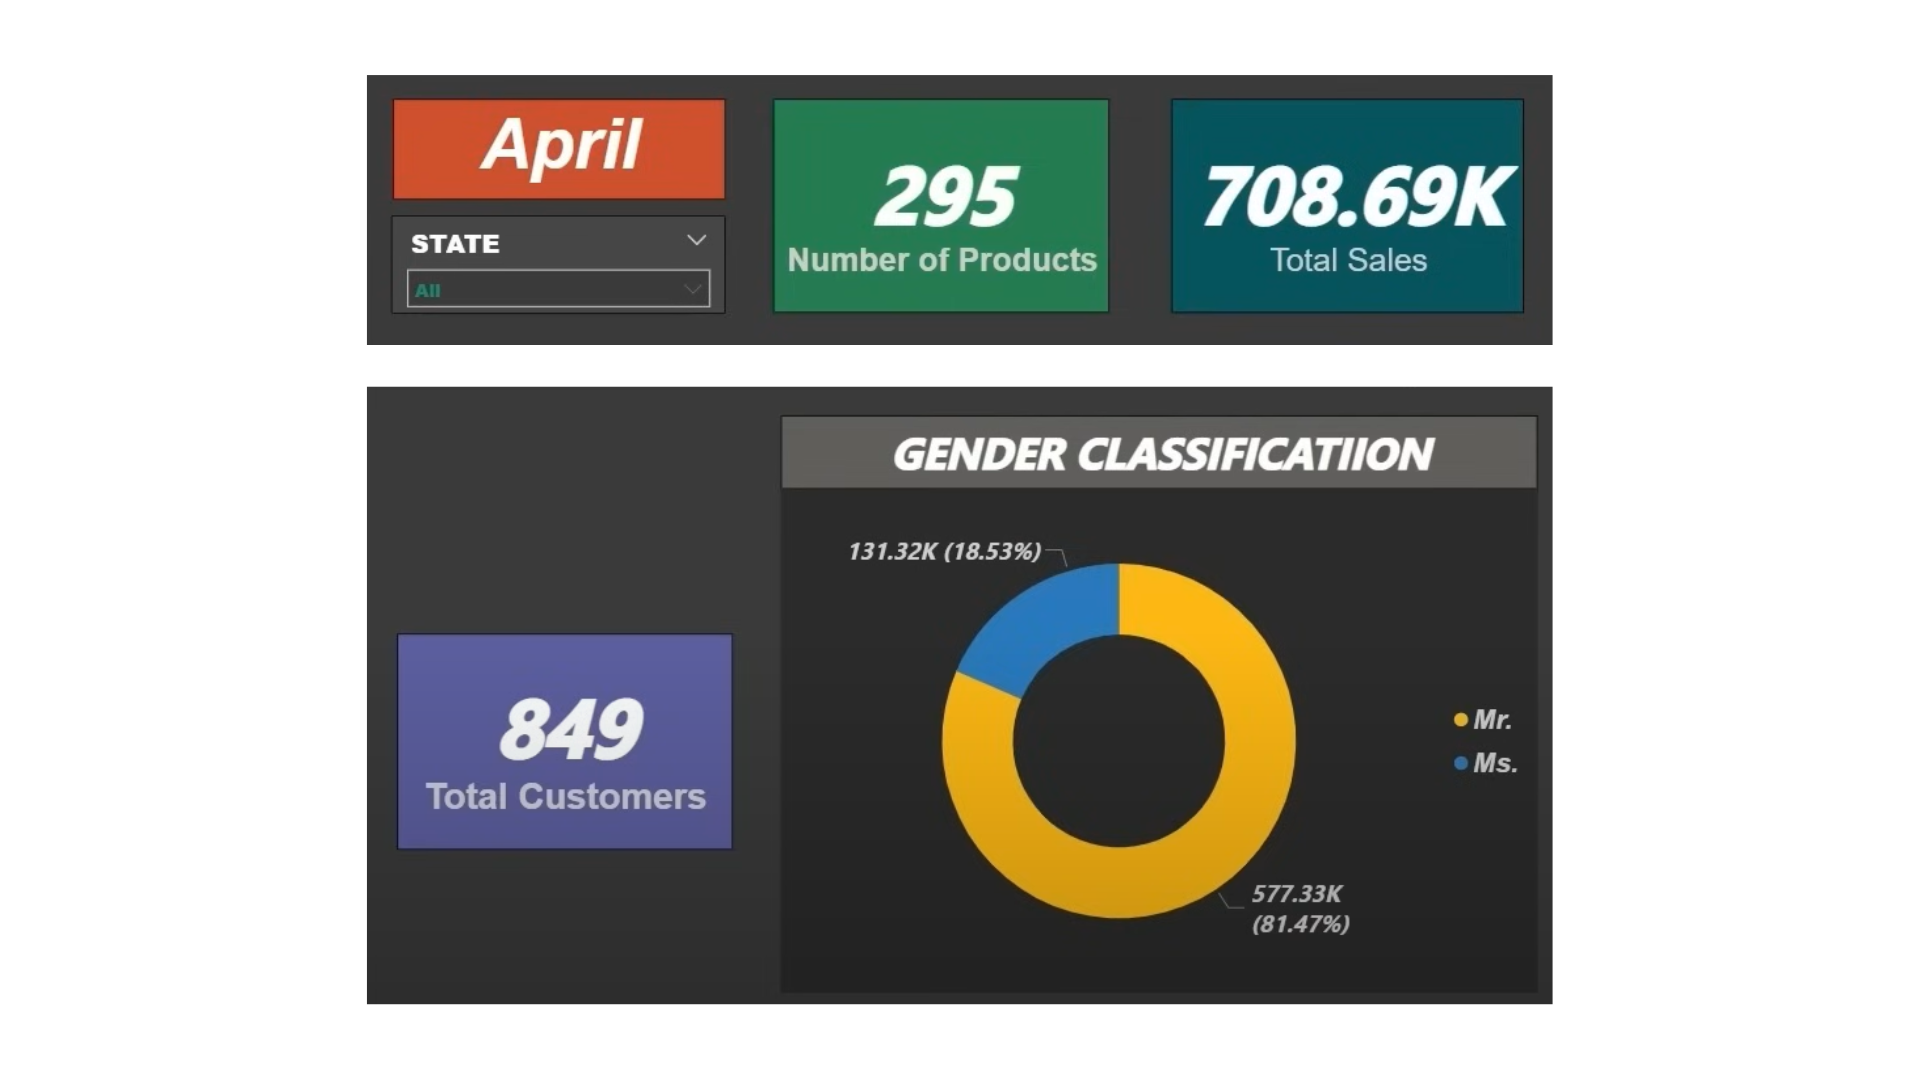 April
STATE
All
295
Number of Products
708.69K
Total Sales
849
Total Customers
GENDER CLASSIFICATIION
131.32K (18.53%)
577.33K
(81.47%)
Mr.
Ms.